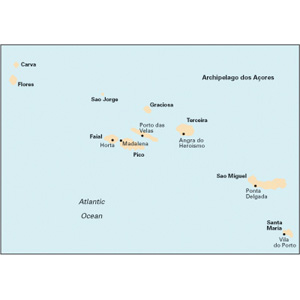 Carva
Flores
Archipelago dos Açores
Sao Jorge
Graciosa
Porto das
Velas
Terceira
Faial
Horta
Madalena
Pico
Angra do
Heroismo
Sao Miguel
Ponta
Delgada
Atlantic
Ocean
Santa
Maria
Vila
do Porto